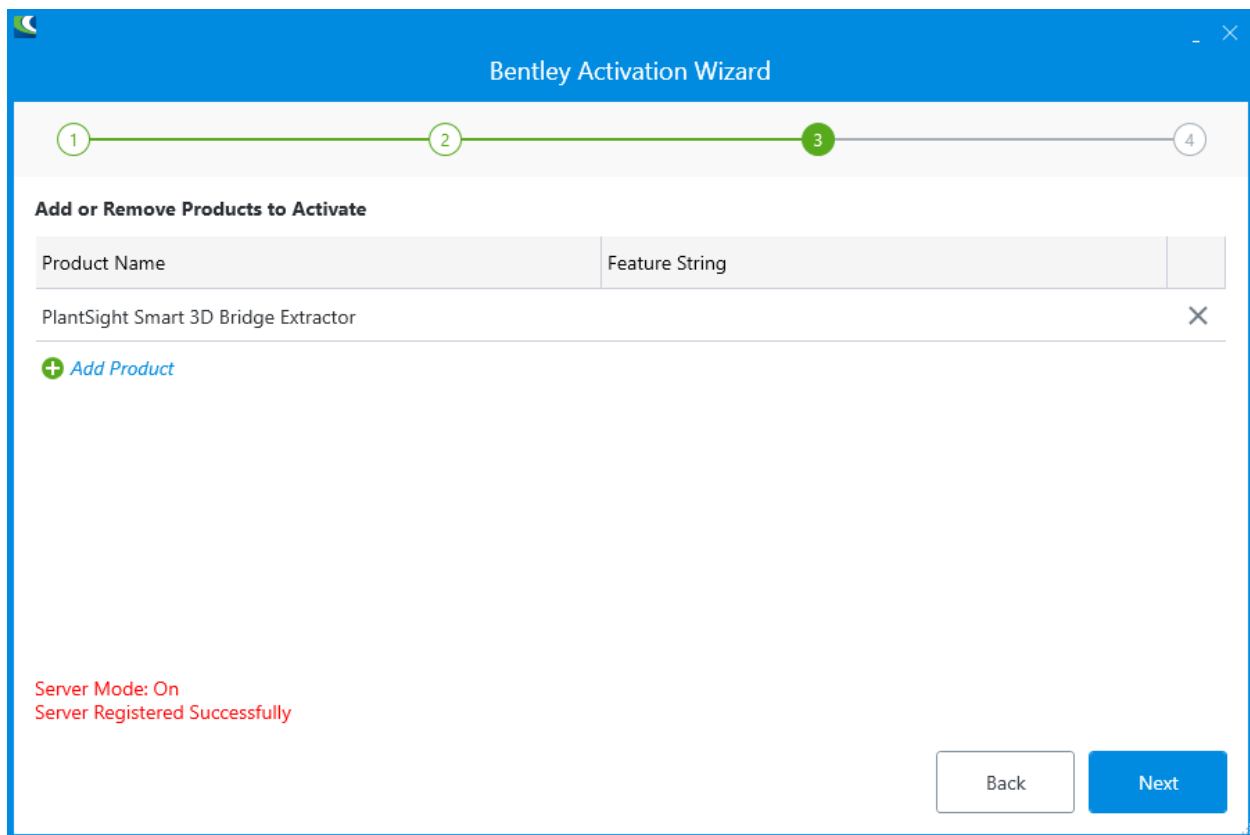 Bentley Activation Wizard
1 2 3 4
Add or Remove Products to Activate
Product Name Feature String
PlantSight Smart 3D Bridge Extractor
Add Product
Server Mode: On
Server Registered Successfully
Back Next